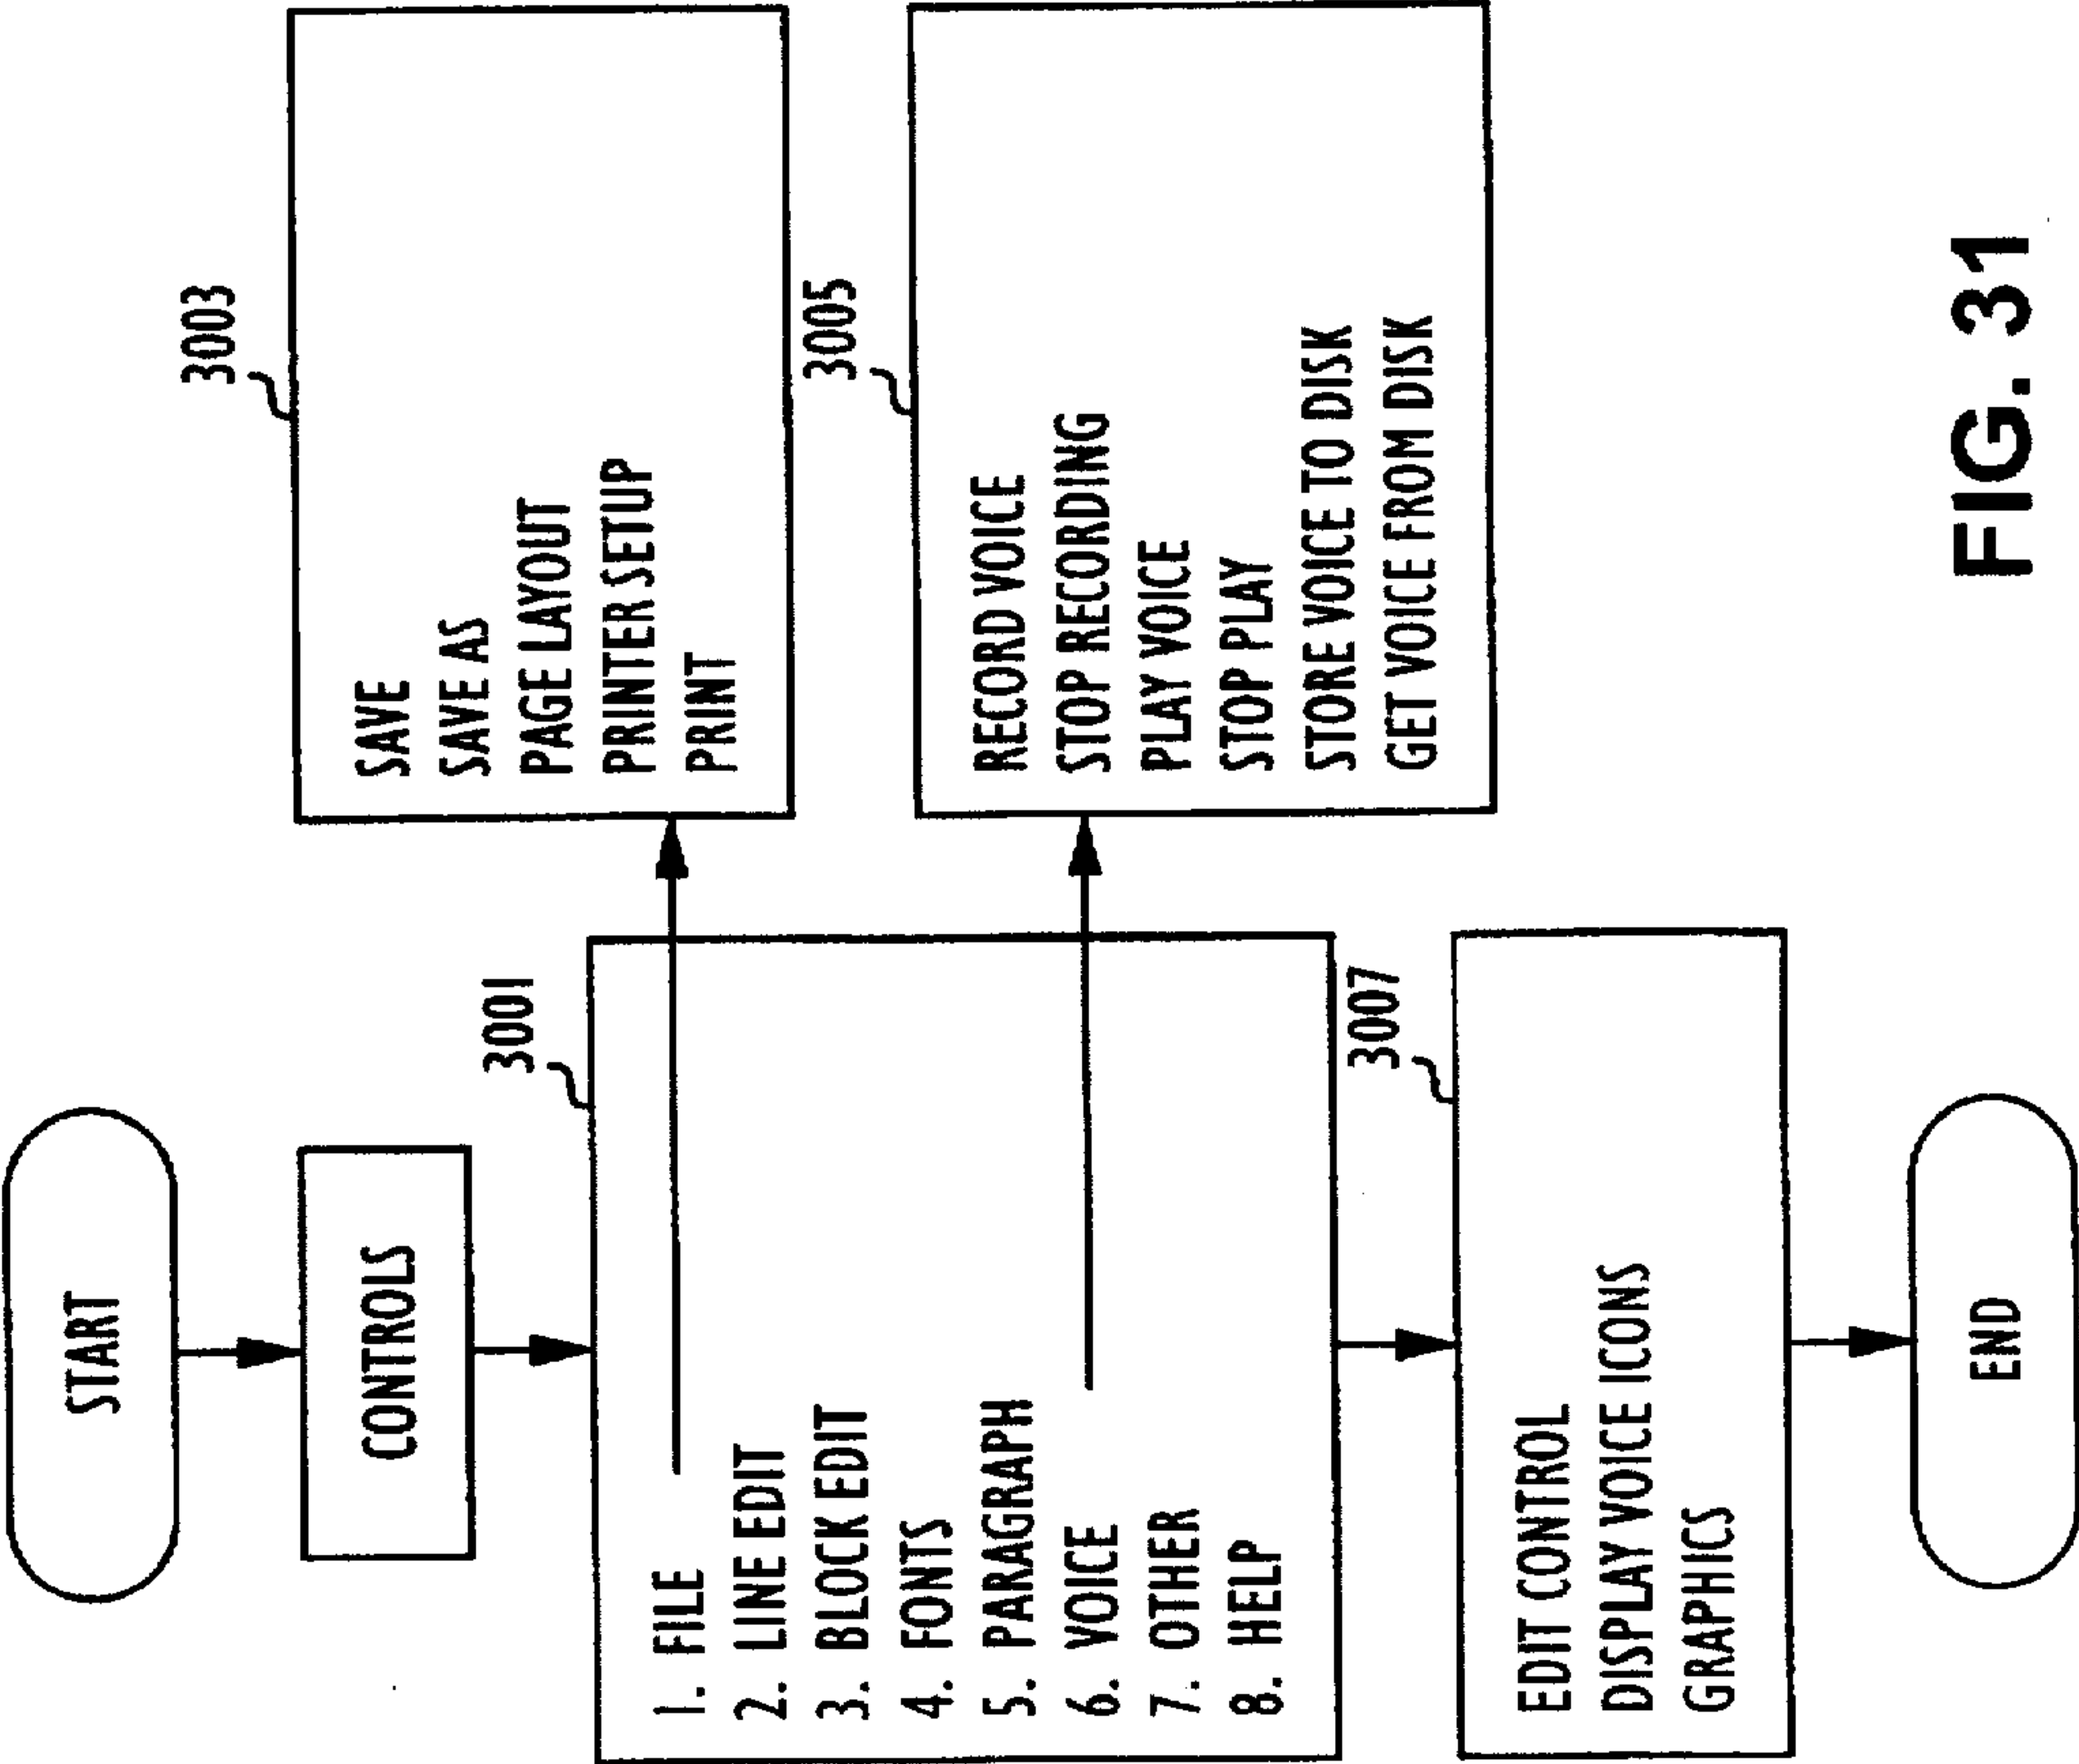 START
CONTROLS
3001
1. FILE
2. LINE EDIT
3. BLOCK EDIT
4. FONTS
5. PARAGRAPH
6. VOICE
7. OTHER
8. HELP
3003
SAVE
SAVE AS
PAGE LAYOUT
PRINTER SETUP
PRINT
3005
RECORD VOICE
STOP RECORDING
PLAY VOICE
STOP PLAY
STORE VOICE TO DISK
GET VOICE FROM DISK
3007
EDIT CONTROL
DISPLAY VOICE ICONS
GRAPHICS
END
FIG. 31